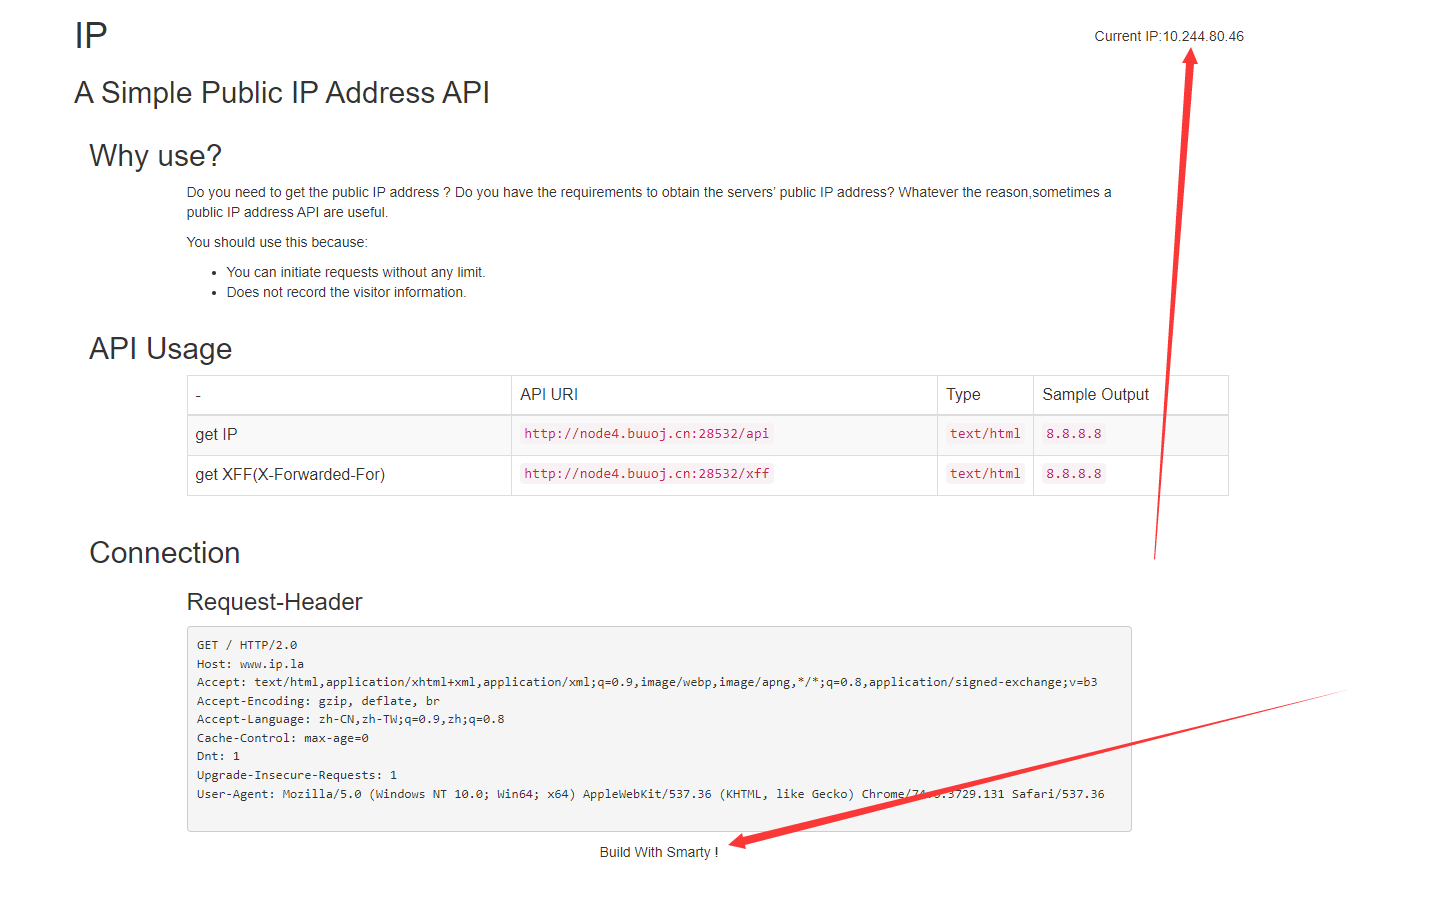 IP
Current IP:10.244.80.46
A Simple Public IP Address API
Why use?
Do you need to get the public IP address ? Do you have the requirements to obtain the servers' public IP address? Whatever the reason,sometimes a
public IP address API are useful.
You should use this because:
• You can initiate requests without any limit.
• Does not record the visitor information.
API Usage
- API URI Type Sample Output
get IP http://node4.buuoj.cn:28532/api text/html 8.8.8.8
get XFF(X-Forwarded-For) http://node4.buuoj.cn:28532/xff text/html 8.8.8.8
Connection
Request-Header
GET / HTTP/2.0
Host: www.ip.la
Accept: text/html,application/xhtml+xml,application/xml;q=0.9,image/webp,image/apng,*/*;q=0.8,application/signed-exchange;v=b3
Accept-Encoding: gzip, deflate, br
Accept-Language: zh-CN,zh-TW;q=0.9,zh;q=0.8
Cache-Control: max-age=0
Dnt: 1
Upgrade-Insecure-Requests: 1
User-Agent: Mozilla/5.0 (Windows NT 10.0; Win64; x64) AppleWebKit/537.36 (KHTML, like Gecko) Chrome/74.0.3729.131 Safari/537.36
Build With Smarty !